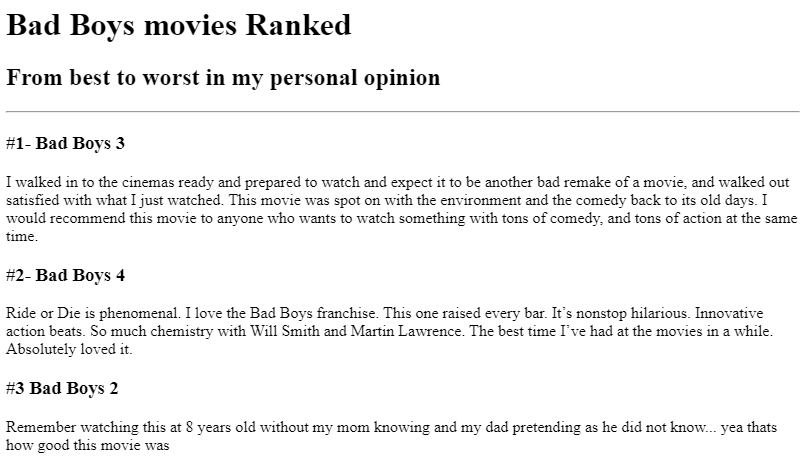 Bad Boys movies Ranked
From best to worst in my personal opinion
#1- Bad Boys 3
I walked in to the cinemas ready and prepared to watch and expect it to be another bad remake of a movie, and walked out
satisfied with what I just watched. This movie was spot on with the environment and the comedy back to its old days. I
would recommend this movie to anyone who wants to watch something with tons of comedy, and tons of action at the same
time.
#2- Bad Boys 4
Ride or Die is phenomenal. I love the Bad Boys franchise. This one raised every bar. It’s nonstop hilarious. Innovative
action beats. So much chemistry with Will Smith and Martin Lawrence. The best time I’ve had at the movies in a while.
Absolutely loved it.
#3 Bad Boys 2
Remember watching this at 8 years old without my mom knowing and my dad pretending as he did not know... yea thats
how good this movie was